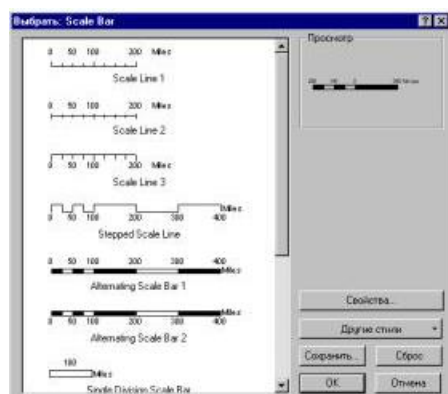 Выбрать: Scale Bar
0 50 100 200 Miles
Scale Line 1
0 50 100 200 Miles
Scale Line 2
Miles
0 50 100 200
Scale Line 3
Miles
0 50 100 200 300 400
Stepped Scale Line
0 50 100 200 300 400
Miles
Alternating Scale Bar 1
0 50 100 200 300 400
Miles
Alternating Scale Bar 2
100
Miles
Single Division Scale Bar
Просмотр
Свойства...
Другие стили
Сохранить... Сброс
OK Отмена